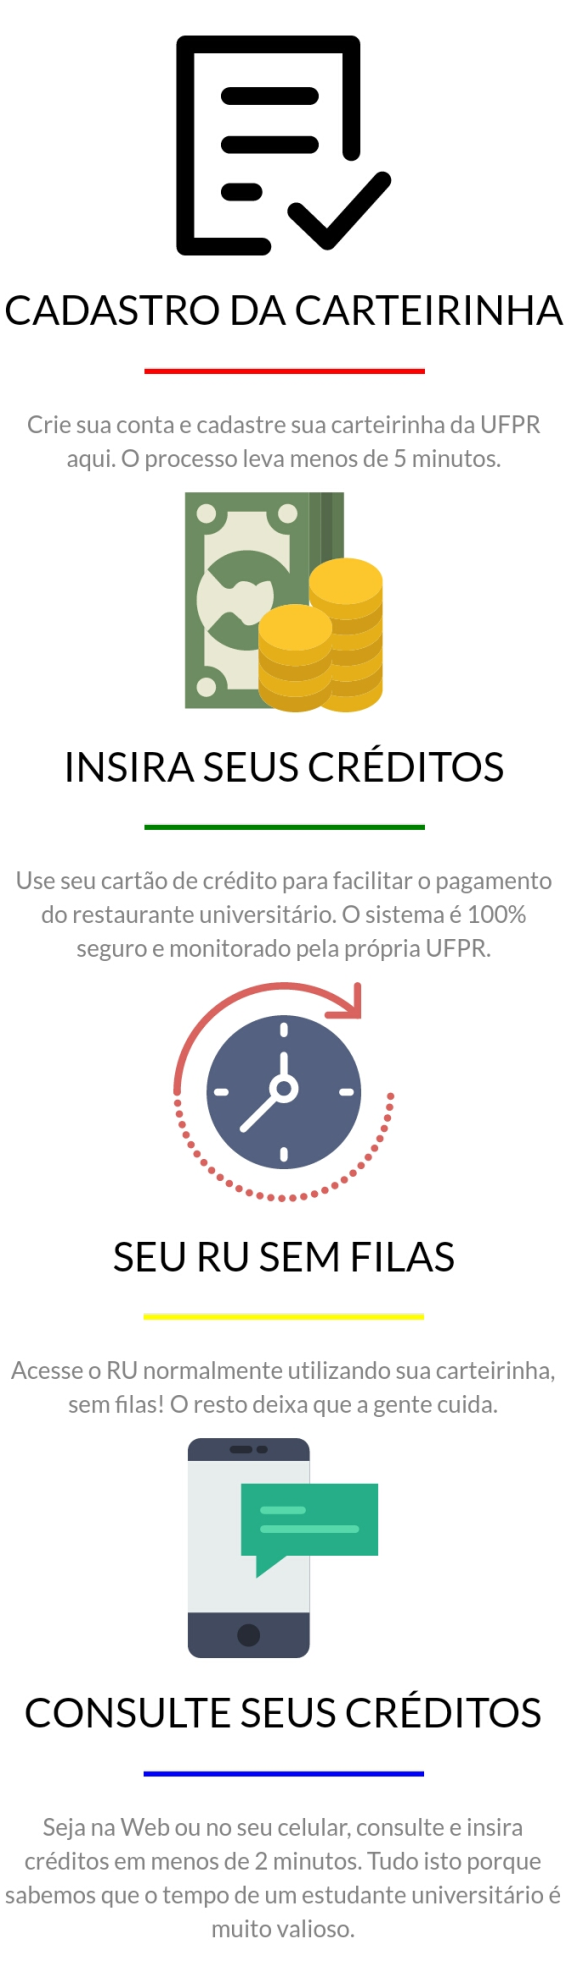 CADASTRO DA CARTEIRINHA
Crie sua conta e cadastre sua carteirinha da UFPR
aqui. O processo leva menos de 5 minutos.
INSIRA SEUS CRÉDITOS
Use seu cartão de crédito para facilitar o pagamento
do restaurante universitário. O sistema é 100%
seguro e monitorado pela própria UFPR.
SEU RU SEM FILAS
Acesse o RU normalmente utilizando sua carteirinha,
sem filas! O resto deixa que a gente cuida.
CONSULTE SEUS CRÉDITOS
Seja na Web ou no seu celular, consulte e insira
créditos em menos de 2 minutos. Tudo isto porque
sabemos que o tempo de um estudante universitário é
muito valioso.